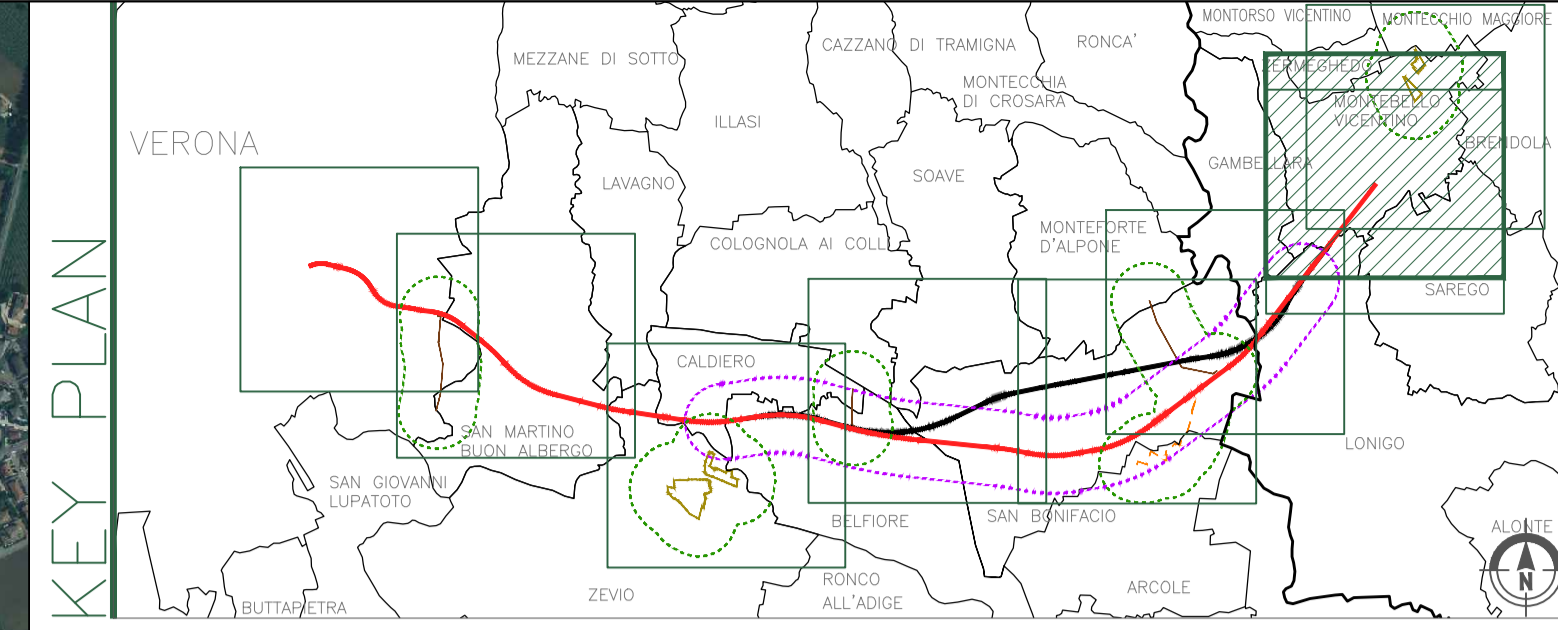 KEY PLAN
MONTORSO VICENTINO
MONTECCHIO MAGGIORE
MEZZANE DI SOTTO
CAZZANO DI TRAMIGNA
RONCA'
ZERMEGHEDO
MONTECCHIA
DI CROSARA
MONTEBELLO
VICENTINO
ILLASI
VERONA
BRENDOLA
GAMBELLARA
LAVAGNO
SOAVE
MONTEFORTE
D'ALPONE
COLOGNOLA AI COLLI
SAREGO
CALDIERO
SAN MARTINO
BUON ALBERGO
LONIGO
SAN GIOVANNI
LUPATOTO
BELFIORE
SAN BONIFACIO
ALONTE
N
RONCO
ALL'ADIGE
ARCOLE
ZEVIO
BUTTAPIETRA